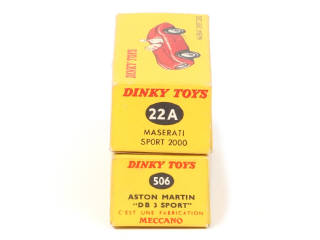 DINKY TOYS
22A
MASERATI
SPORT 2000
DINKY TOYS
506
ASTON MARTIN
"DB 3 SPORT"
C'EST UNE FABRICATION
MECCANO